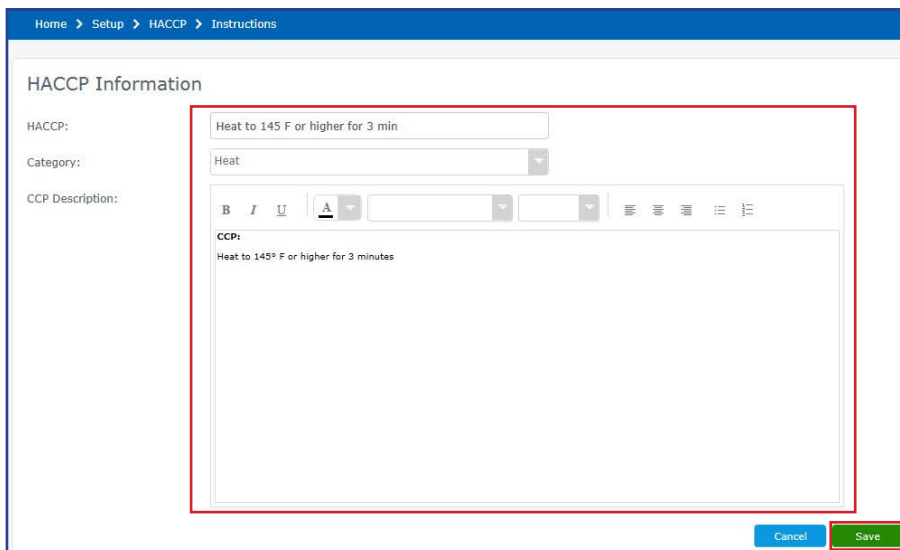 Home > Setup > HACCP > Instructions
HACCP Information
HACCP: Heat to 145 F or higher for 3 min
Category: Heat
CCP Description:
B I U A
CCP:
Heat to 145º F or higher for 3 minutes
Cancel Save